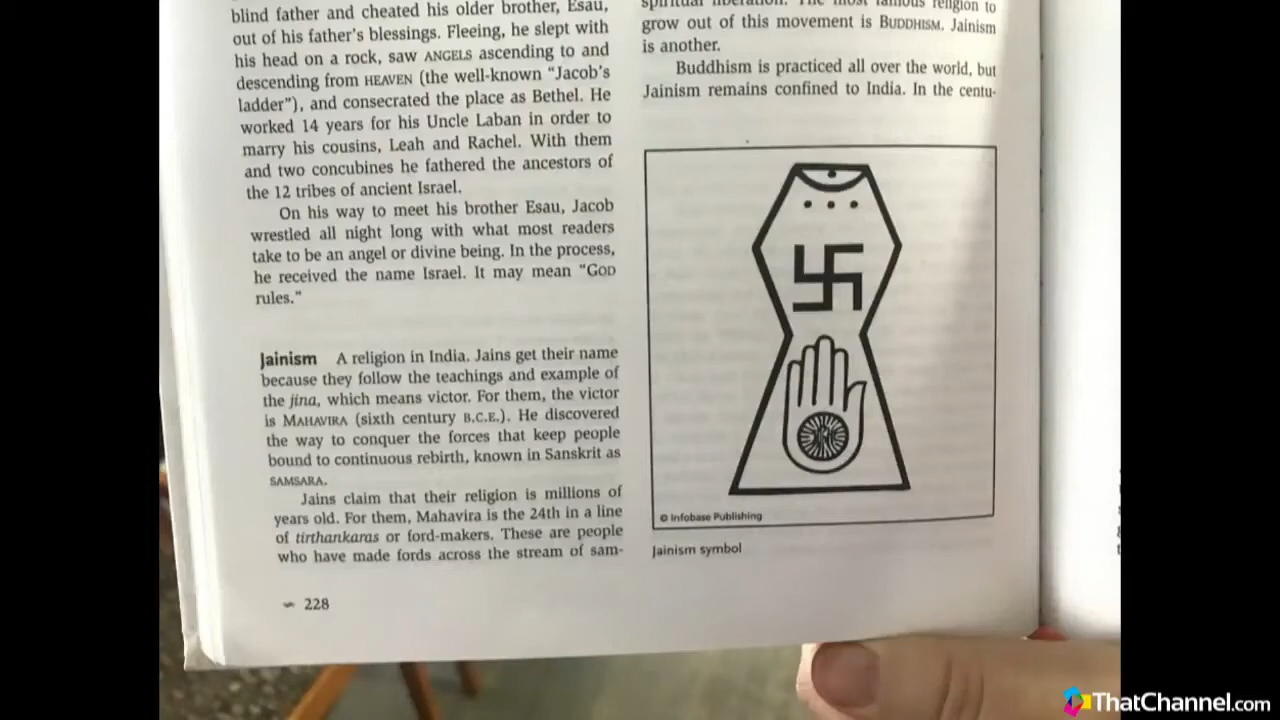 blind father and cheated his older brother, Esau,
out of his father's blessings. Fleeing, he slept with
his head on a rock, saw ANGELS ascending to and
descending from HEAVEN (the well-known "Jacob's
ladder"), and consecrated the place as Bethel. He
worked 14 years for his Uncle Laban in order to
marry his cousins, Leah and Rachel. With them
and two concubines he fathered the ancestors of
the 12 tribes of ancient Israel.
On his way to meet his brother Esau, Jacob
wrestled all night long with what most readers
take to be an angel or divine being. In the process,
he received the name Israel. It may mean "GOD
rules."
Jainism A religion in India. Jains get their name
because they follow the teachings and example of
the jina, which means victor. For them, the victor
is MAHAVIRA (sixth century B.C.E.). He discovered
the way to conquer the forces that keep people
bound to continuous rebirth, known in Sanskrit as
SAMSARA.
Jains claim that their religion is millions of
years old. For them, Mahavira is the 24th in a line
of tirthankaras or ford-makers. These are people
who have made fords across the stream of sam-
228
spiritual liberation. The most famous religion to
grow out of this movement is BUDDHISM. Jainism
is another.
Buddhism is practiced all over the world, but
Jainism remains confined to India. In the centu-
© Infobase Publishing
Jainism symbol
ThatChannel.com